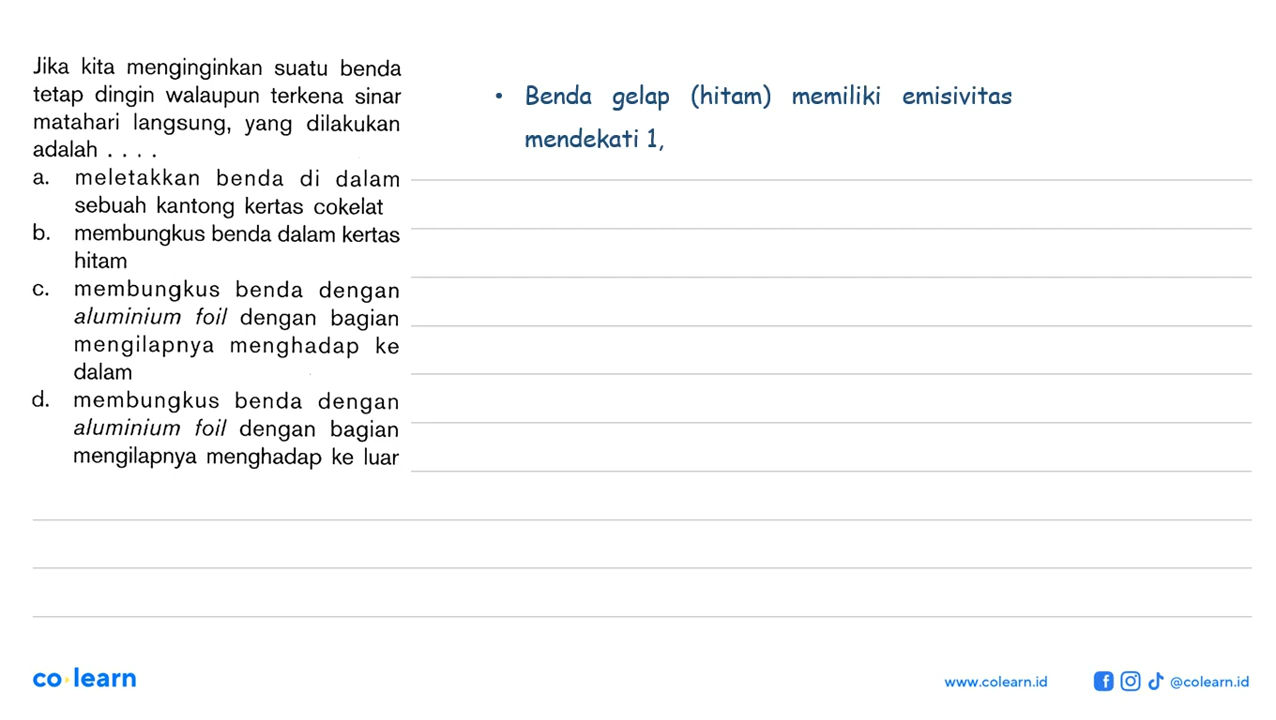 Jika kita menginginkan suatu benda
tetap dingin walaupun terkena sinar
matahari langsung, yang dilakukan
adalah . . . .
a. meletakkan benda di dalam
sebuah kantong kertas cokelat
b. membungkus benda dalam kertas
hitam
c. membungkus benda dengan
aluminium foil dengan bagian
mengilapnya menghadap ke
dalam
d. membungkus benda dengan
aluminium foil dengan bagian
mengilapnya menghadap ke luar
• Benda gelap (hitam) memiliki emisivitas
mendekati 1,
co·learn
www.colearn.id
@colearn.id